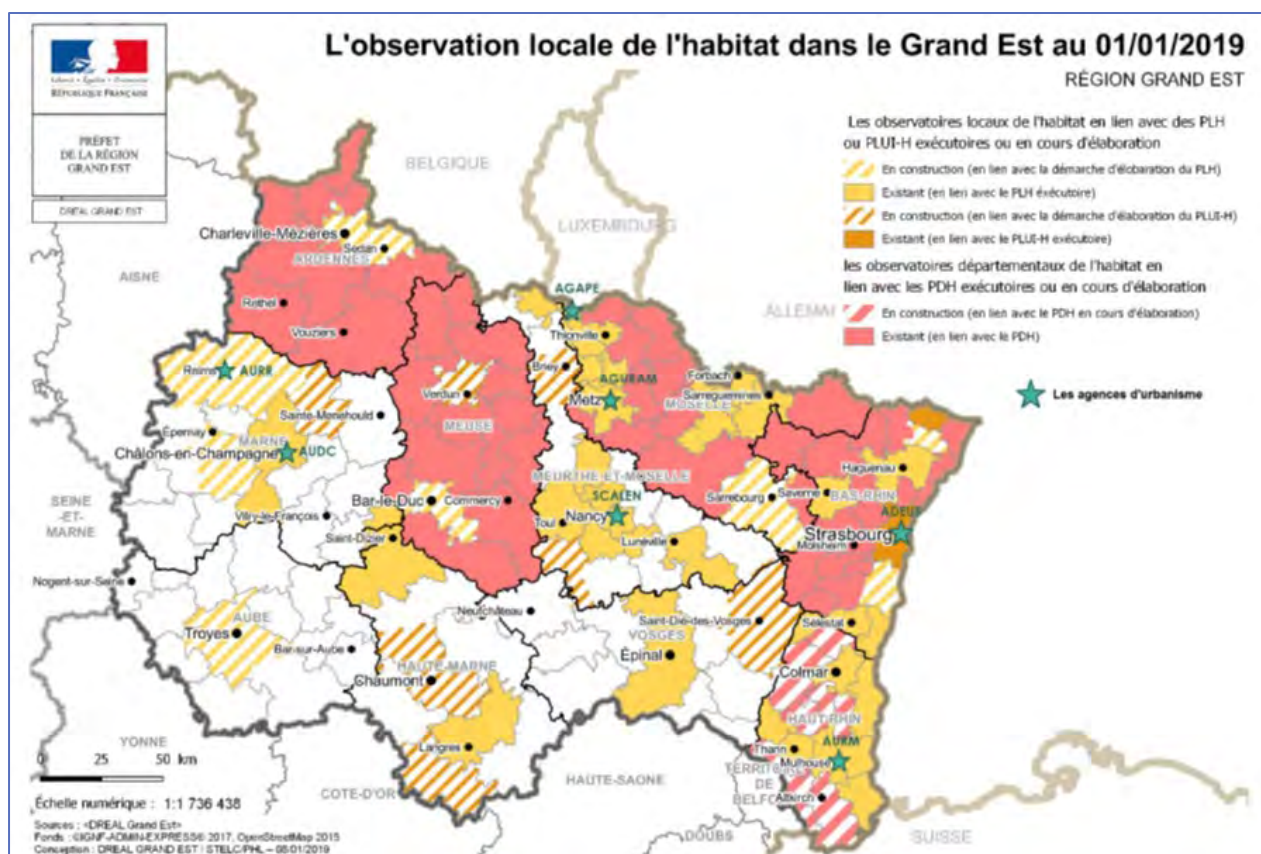 L'observation locale de l'habitat dans le Grand Est au 01/01/2019
RÉGION GRAND EST
Liberté • Égalité • Fraternité
RÉPUBLIQUE FRANÇAISE
PRÉFET
DE LA RÉGION
GRAND EST
DREAL GRAND EST
Les observatoires locaux de l'habitat en lien avec des PLH
ou PLUI-H exécutoires ou en cours d'élaboration
En construction (en lien avec la démarche d'élobaration du PLH)
Existant (en lien avec le PLH éxécutoire)
En construction (en lien avec la démarche d'élaboration du PLUI-H)
Existant (en lien avec le PLUI-H exécutoire)
les observatoires départementaux de l'habitat en
lien avec les PDH exécutoires ou en cours d'élaboration
En construction (en lien avec le PDH en cours d'élaboration)
Existant (en lien avec le PDH)
Les agences d'urbanisme
BELGIQUE
LUXEMBOURG
ALLEMAI
AISNE
Charleville-Mézières
Sedan
ARDENNES
Rethel
Vouziers
AGAPE
Thionville
Reims
AURR
Briey
AGURAM
Metz
MOSELLE
Forbach
Sarreguemines
Verdun
MEUSE
Sainte-Menehould
Épernay
MARNE
Châlons-en-Champagne
AUDC
Haguenau
MEURTHE-ET-MOSELLE
Sarrebourg
Saverne
BAS-RHIN
SEINE
-ET-
MARNE
Bar-le-Duc
Commercy
SCALEN
Toul
Nancy
ADEUS
Strasbourg
Vitry-le-François
Saint-Dizier
Lunéville
Molsheim
Nogent-sur-Seine
Neufchâteau
AUBE
Troyes
Bar-sur-Aube
Saint-Dié-des-Vosges
VOSGES
Épinal
Sélestat
HAUTE-MARNE
Chaumont
Colmar
HAUT-RHIN
YONNE
Langres
Thann
AURM
Mulhouse
0 25 50 km
HAUTE-SAONE
TERRITOIRE
DE
BELFORT
Altkirch
COTE-D'OR
DOUBS
SUISSE
Échelle numérique : 1:1 736 438
Sources : «DREAL Grand Est»
Fonds : ©IGNF-ADMIN-EXPRESS® 2017, OpenStreetMap 2015
Conception : DREAL GRAND EST / STELC/PHL – 08/01/2019